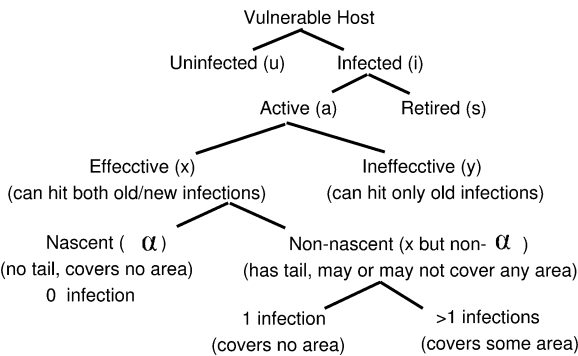 Vulnerable Host
Uninfected (u) Infected (i)
Active (a) Retired (s)
Effecctive (x) Ineffecctive (y)
(can hit both old/new infections) (can hit only old infections)
Nascent ( α ) Non-nascent (x but non- α )
(no tail, covers no area) (has tail, may or may not cover any area)
0 infection
1 infection >1 infections
(covers no area) (covers some area)